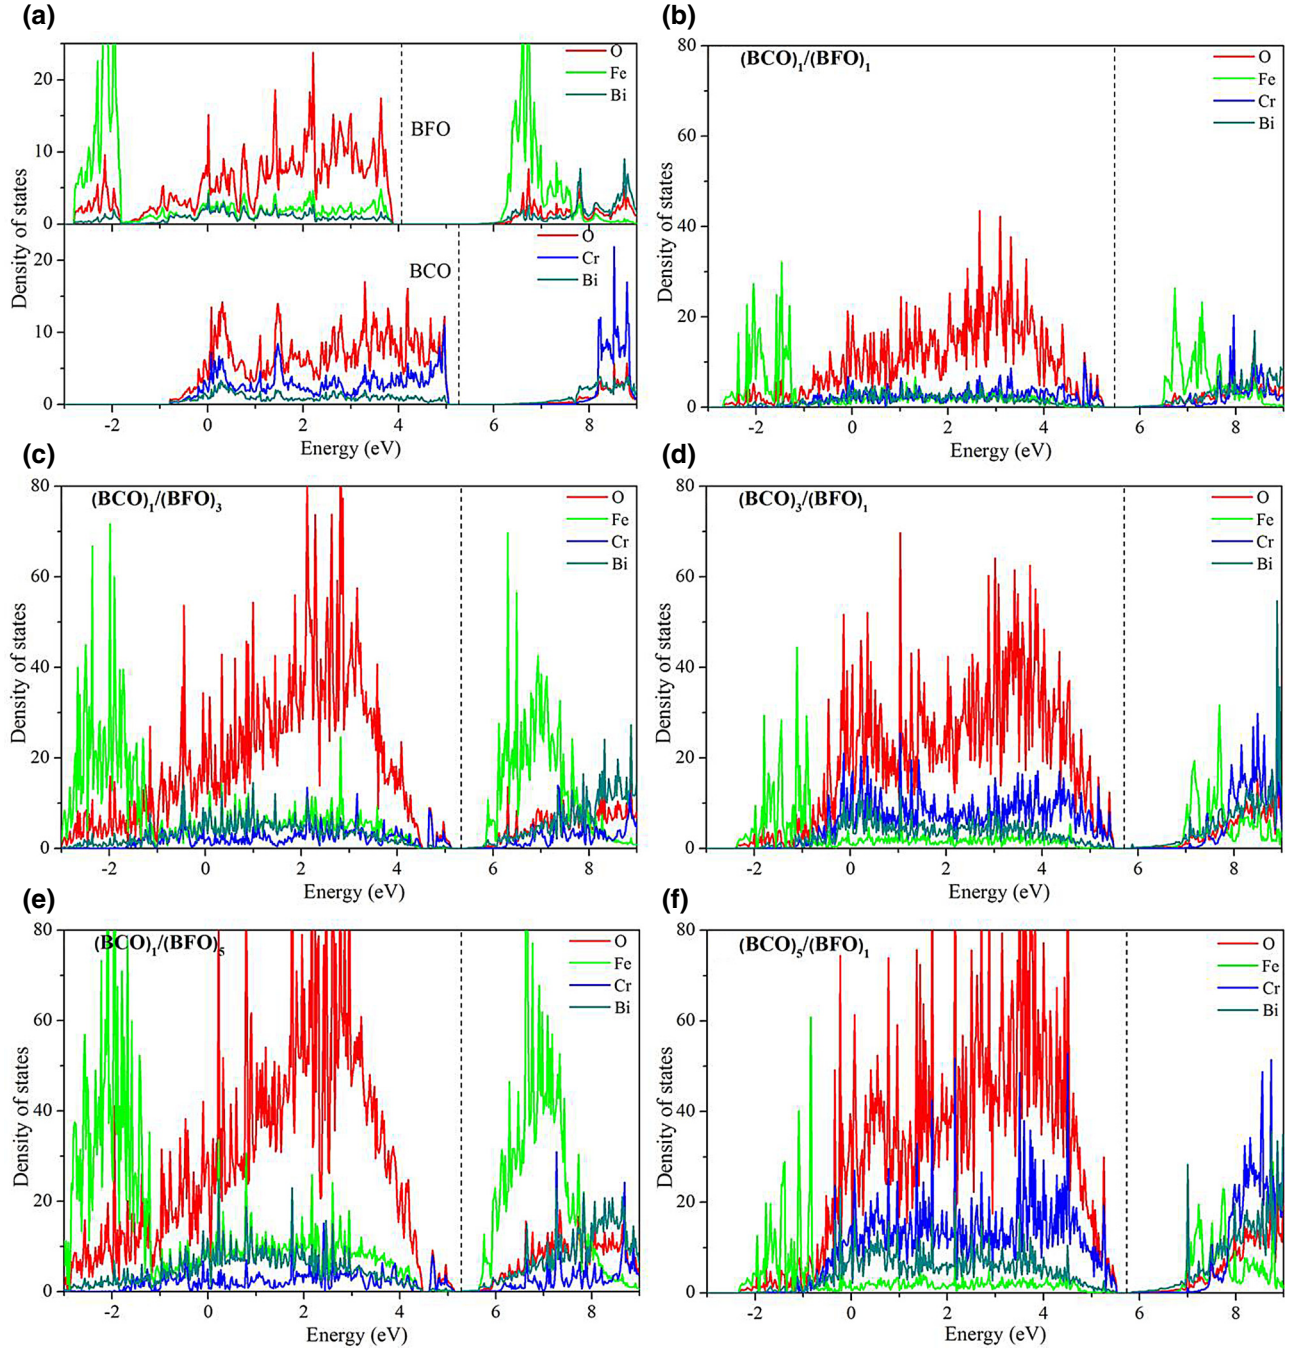 (a)
Density of states
20
10
0
O
Fe
Bi
BFO
Density of states
20
10
0
O
Cr
Bi
BCO
-2 0 2 4 6 8
Energy (eV)
(b)
(BCO)1/(BFO)1
Density of states
80
60
40
20
0
O
Fe
Cr
Bi
-2 0 2 4 6 8
Energy (eV)
(c)
(BCO)1/(BFO)3
Density of states
80
60
40
20
0
O
Fe
Cr
Bi
-2 0 2 4 6 8
Energy (eV)
(d)
(BCO)3/(BFO)1
Density of states
80
60
40
20
0
O
Fe
Cr
Bi
-2 0 2 4 6 8
Energy (eV)
(e)
(BCO)1/(BFO)5
Density of states
80
60
40
20
0
O
Fe
Cr
Bi
-2 0 2 4 6 8
Energy (eV)
(f)
(BCO)5/(BFO)1
Density of states
80
60
40
20
0
O
Fe
Cr
Bi
-2 0 2 4 6 8
Energy (eV)